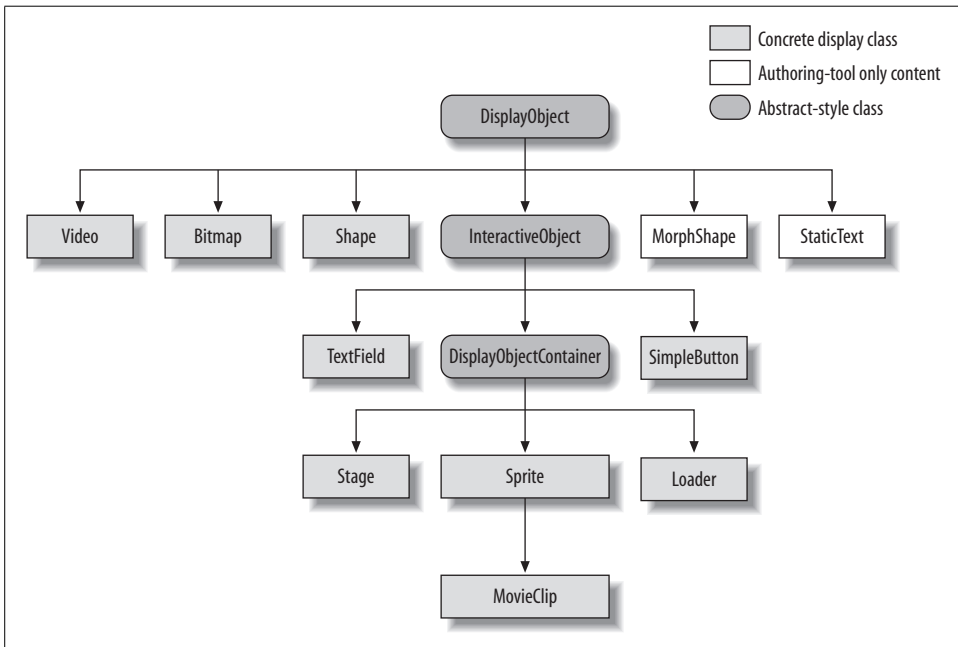 Concrete display class
Authoring-tool only content
Abstract-style class
DisplayObject
Video
Bitmap
Shape
InteractiveObject
MorphShape
StaticText
TextField
DisplayObjectContainer
SimpleButton
Stage
Sprite
Loader
MovieClip